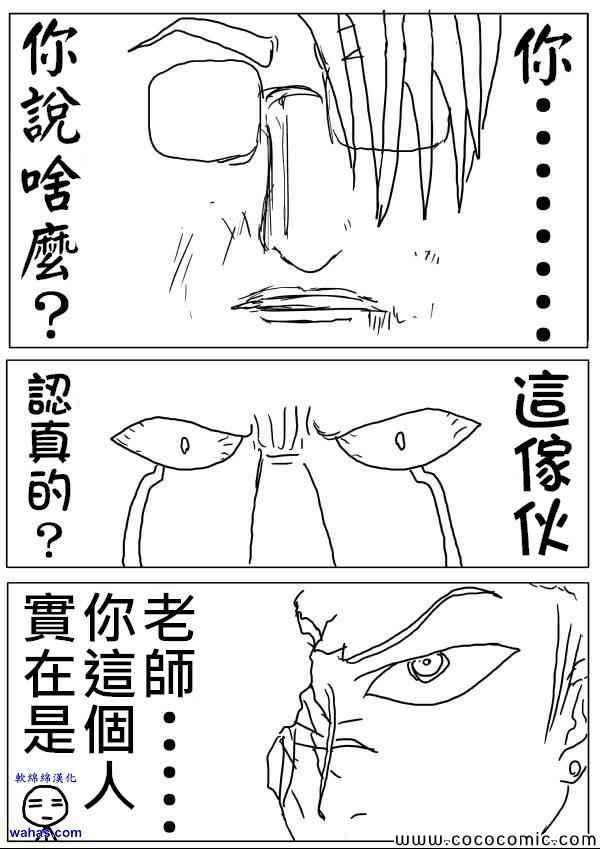 你………
你說啥麼？
這傢伙
認真的？
老師……
你這個人
實在是
軟綿綿漢化
wahas.com
www.cococomic.com